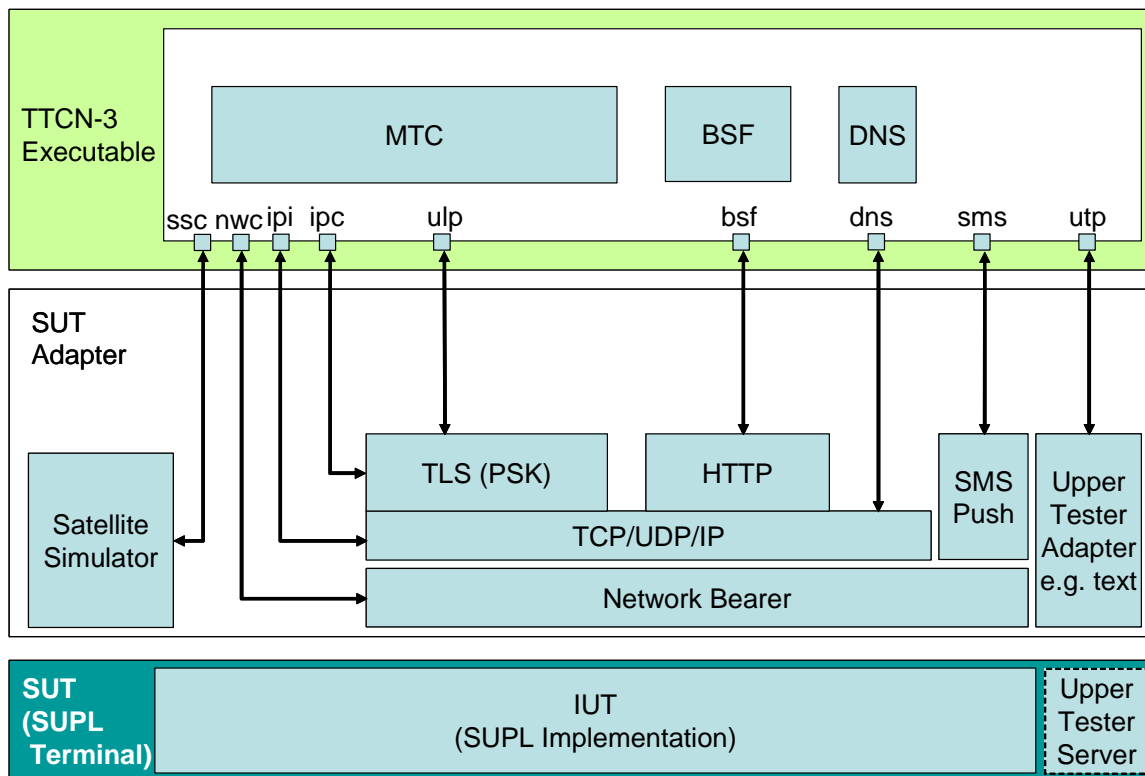 TTCN-3
Executable
MTC
BSF
DNS
ssc nwc ipi ipc ulp bsf dns sms utp
SUT
Adapter
Satellite
Simulator
TLS (PSK)
HTTP
TCP/UDP/IP
Network Bearer
SMS
Push
Upper
Tester
Adapter
e.g. text
SUT
(SUPL
Terminal)
IUT
(SUPL Implementation)
Upper
Tester
Server